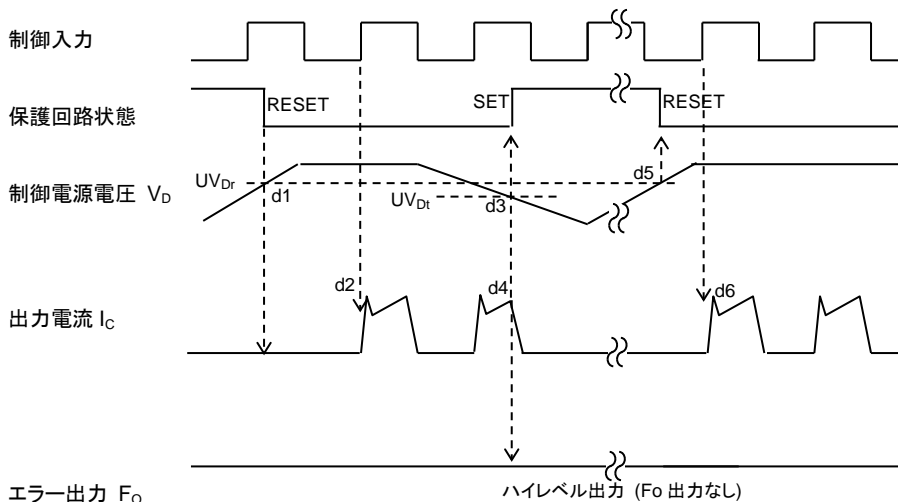 制御入力
RESET
SET
RESET
保護回路状態
UVDr
d1
d5
制御電源電圧 VD
UVDt
d3
d2
d4
d6
出力電流 IC
ハイレベル出力 (Fo 出力なし)
エラー出力 FO